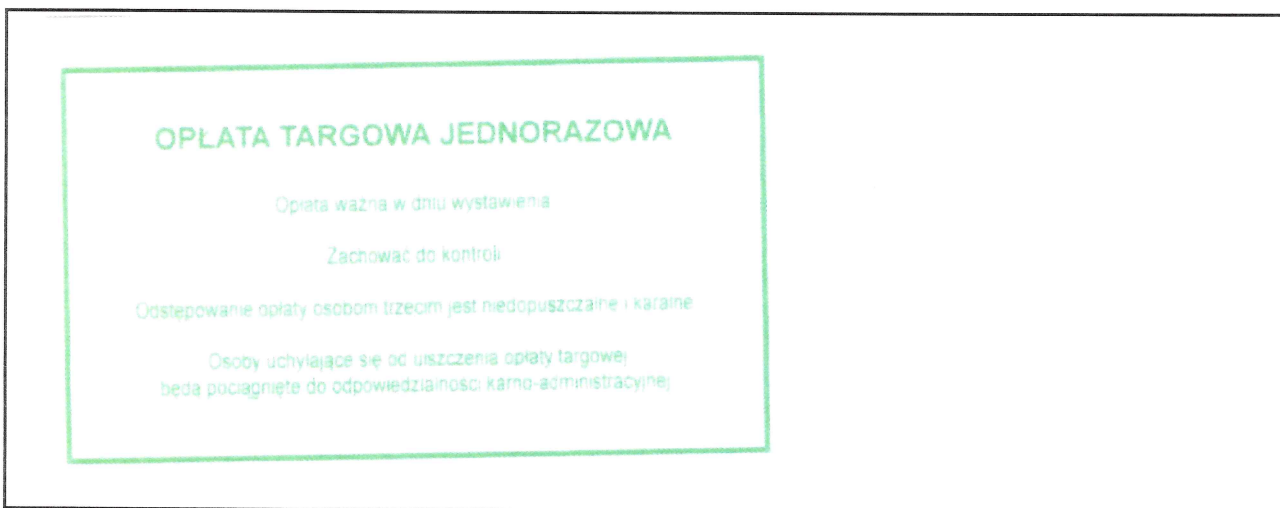 OPŁATA TARGOWA JEDNORAZOWA
Opłata ważna w dniu wystawienia
Zachować do kontroli
Odstępowanie opłaty osobom trzecim jest niedopuszczalne i karalne
Osoby uchylające się od uiszczenia opłaty targowej
będą pociągnięte do odpowiedzialności karno-administracyjnej